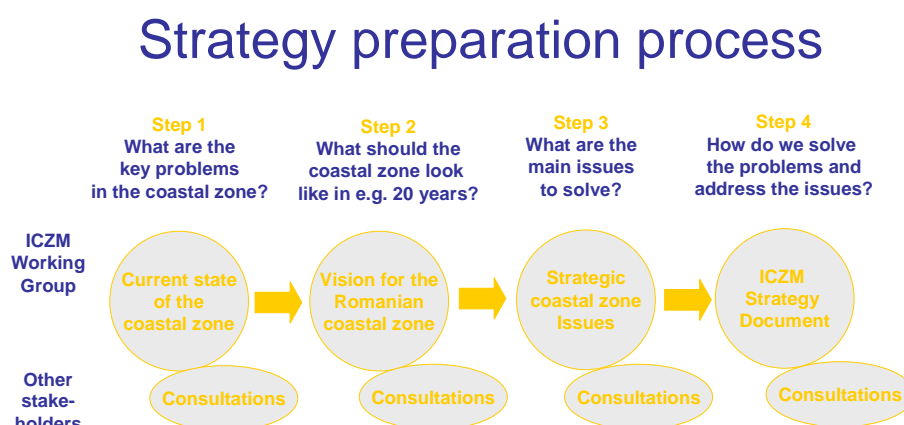 Strategy preparation process
Step 1
What are the
key problems
in the coastal zone?
Step 2
What should the
coastal zone look
like in e.g. 20 years?
Step 3
What are the
main issues
to solve?
Step 4
How do we solve
the problems and
address the issues?
ICZM
Working
Group
Current state
of the
coastal zone
Vision for the
Romanian
coastal zone
Strategic
coastal zone
Issues
ICZM
Strategy
Document
Other
stake-
holders
Consultations
Consultations
Consultations
Consultations